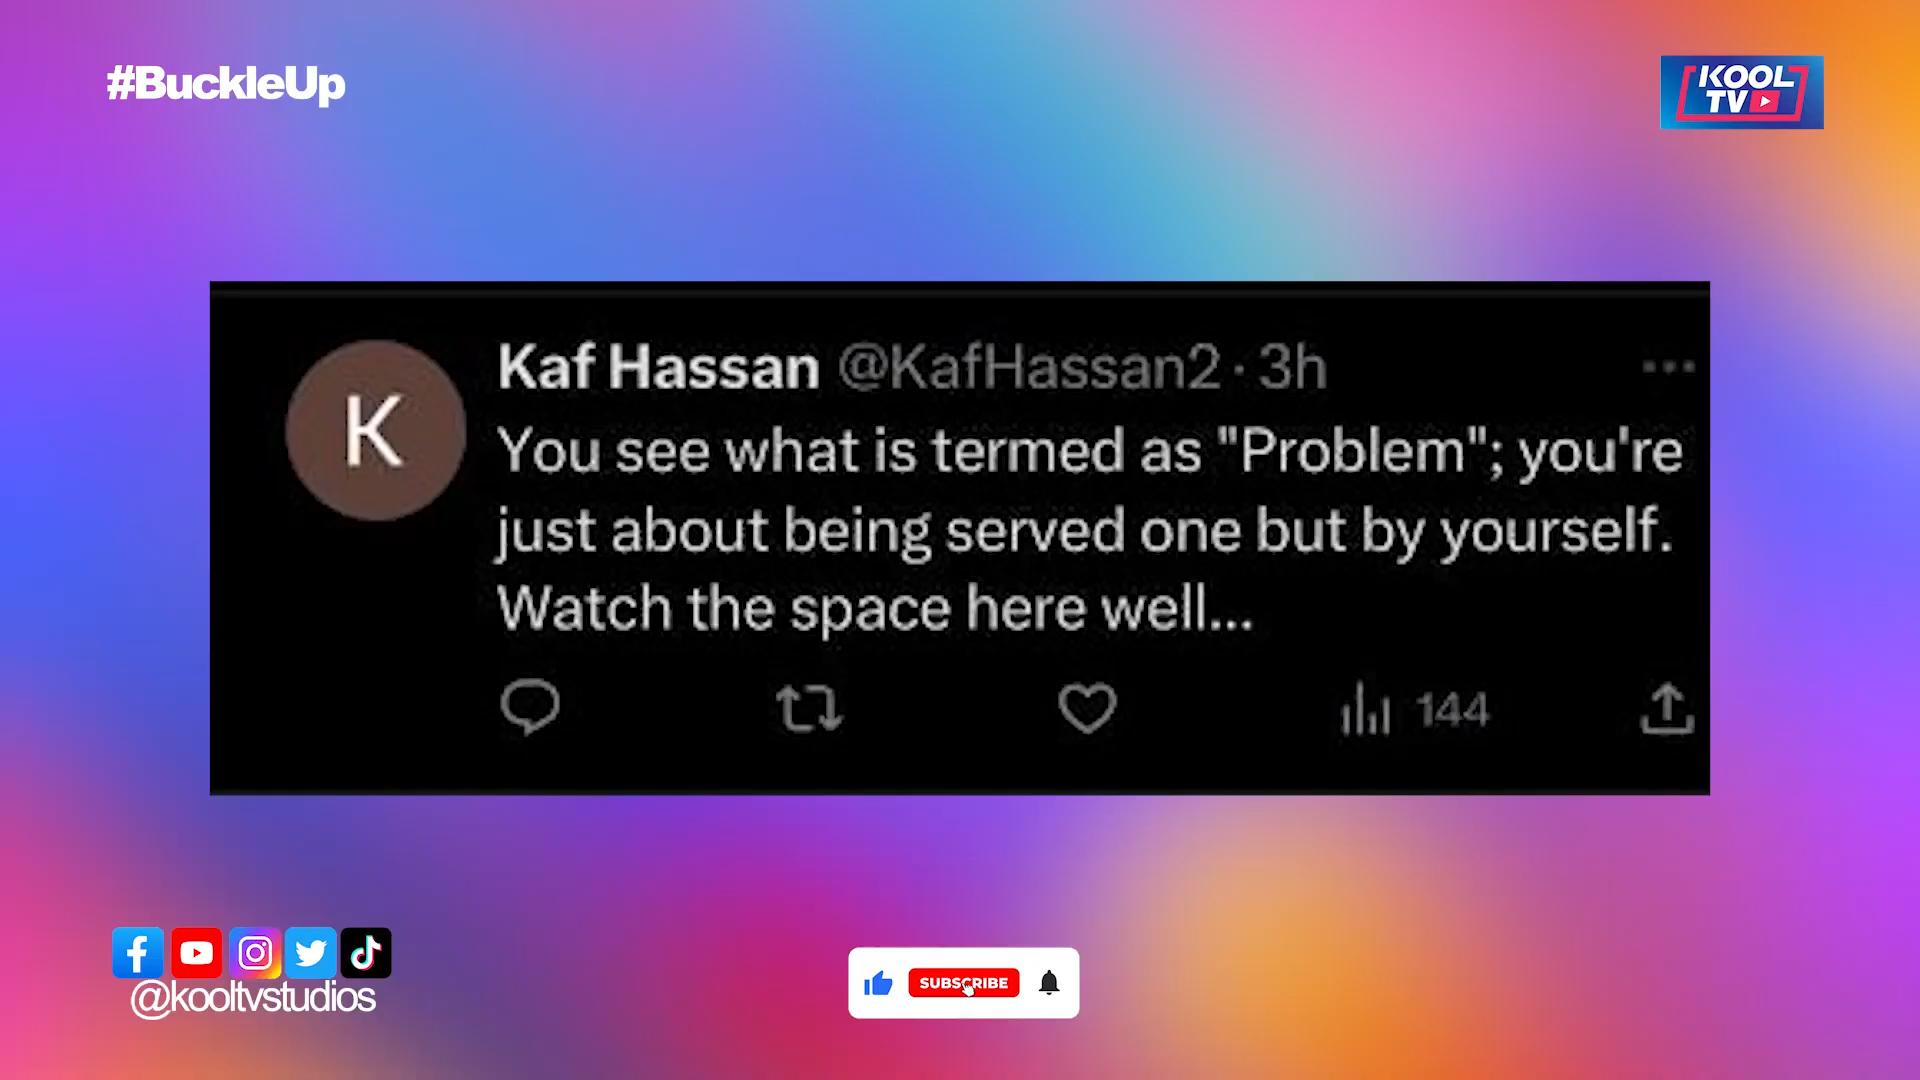 #BuckleUp
KOOL
TV
Kaf Hassan @KafHassan2 · 3h
K
You see what is termed as "Problem"; you're
just about being served one but by yourself.
Watch the space here well...
144
@kooltvstudios
SUBSCRIBE